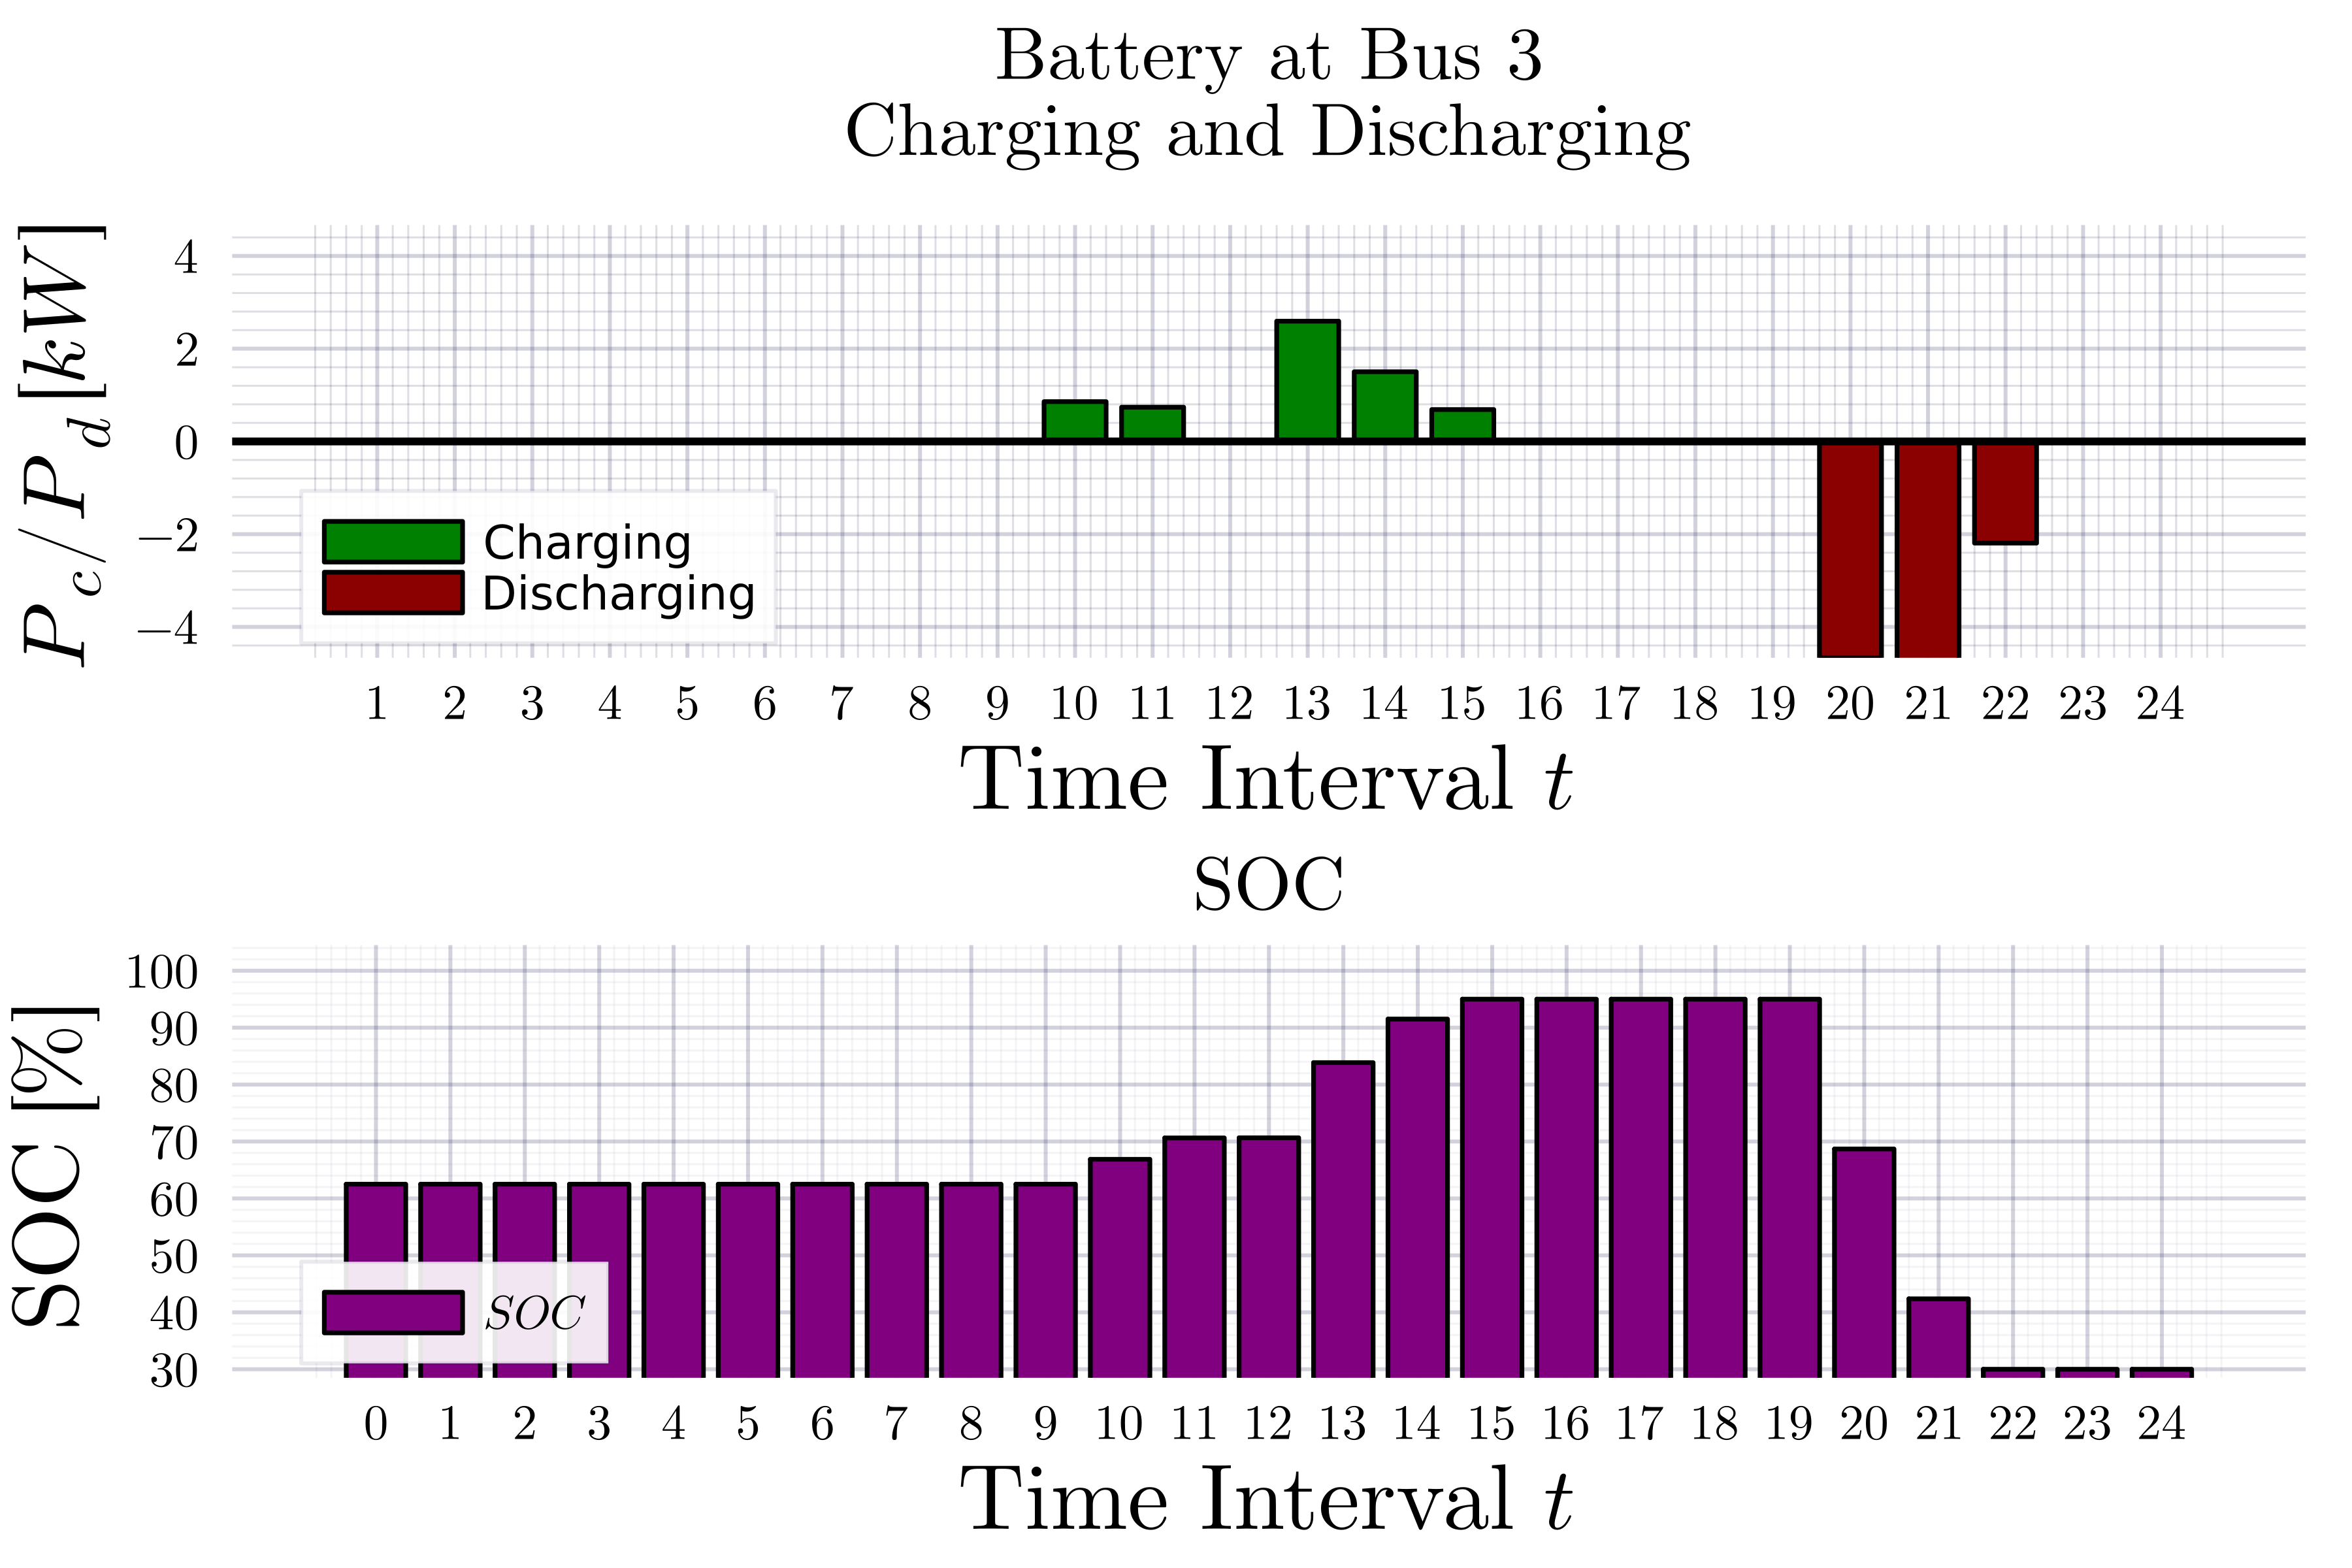 Battery at Bus 3
Charging and Discharging
P_c/P_d [kW]
4
2
0
−2
−4
Charging
Discharging
1 2 3 4 5 6 7 8 9 10 11 12 13 14 15 16 17 18 19 20 21 22 23 24
Time Interval t
SOC
SOC [%]
100
90
80
70
60
50
40
30
SOC
0 1 2 3 4 5 6 7 8 9 10 11 12 13 14 15 16 17 18 19 20 21 22 23 24
Time Interval t